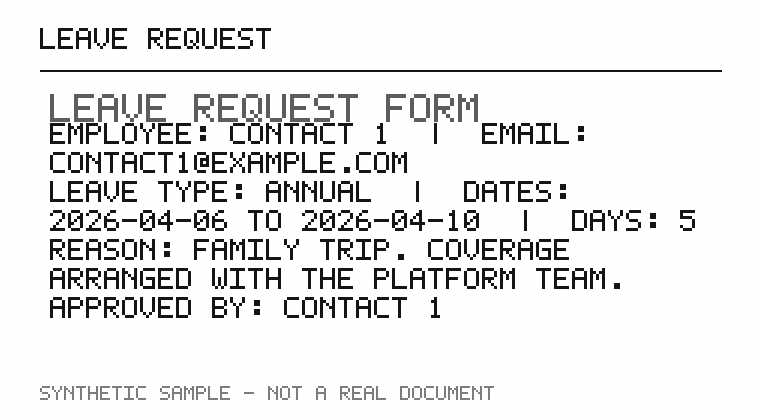 LEAVE REQUEST
LEAVE REQUEST FORM
EMPLOYEE: CONTACT 1 | EMAIL:
CONTACT1@EXAMPLE.COM
LEAVE TYPE: ANNUAL | DATES:
2026-04-06 TO 2026-04-10 | DAYS: 5
REASON: FAMILY TRIP. COVERAGE
ARRANGED WITH THE PLATFORM TEAM.
APPROVED BY: CONTACT 1
SYNTHETIC SAMPLE - NOT A REAL DOCUMENT